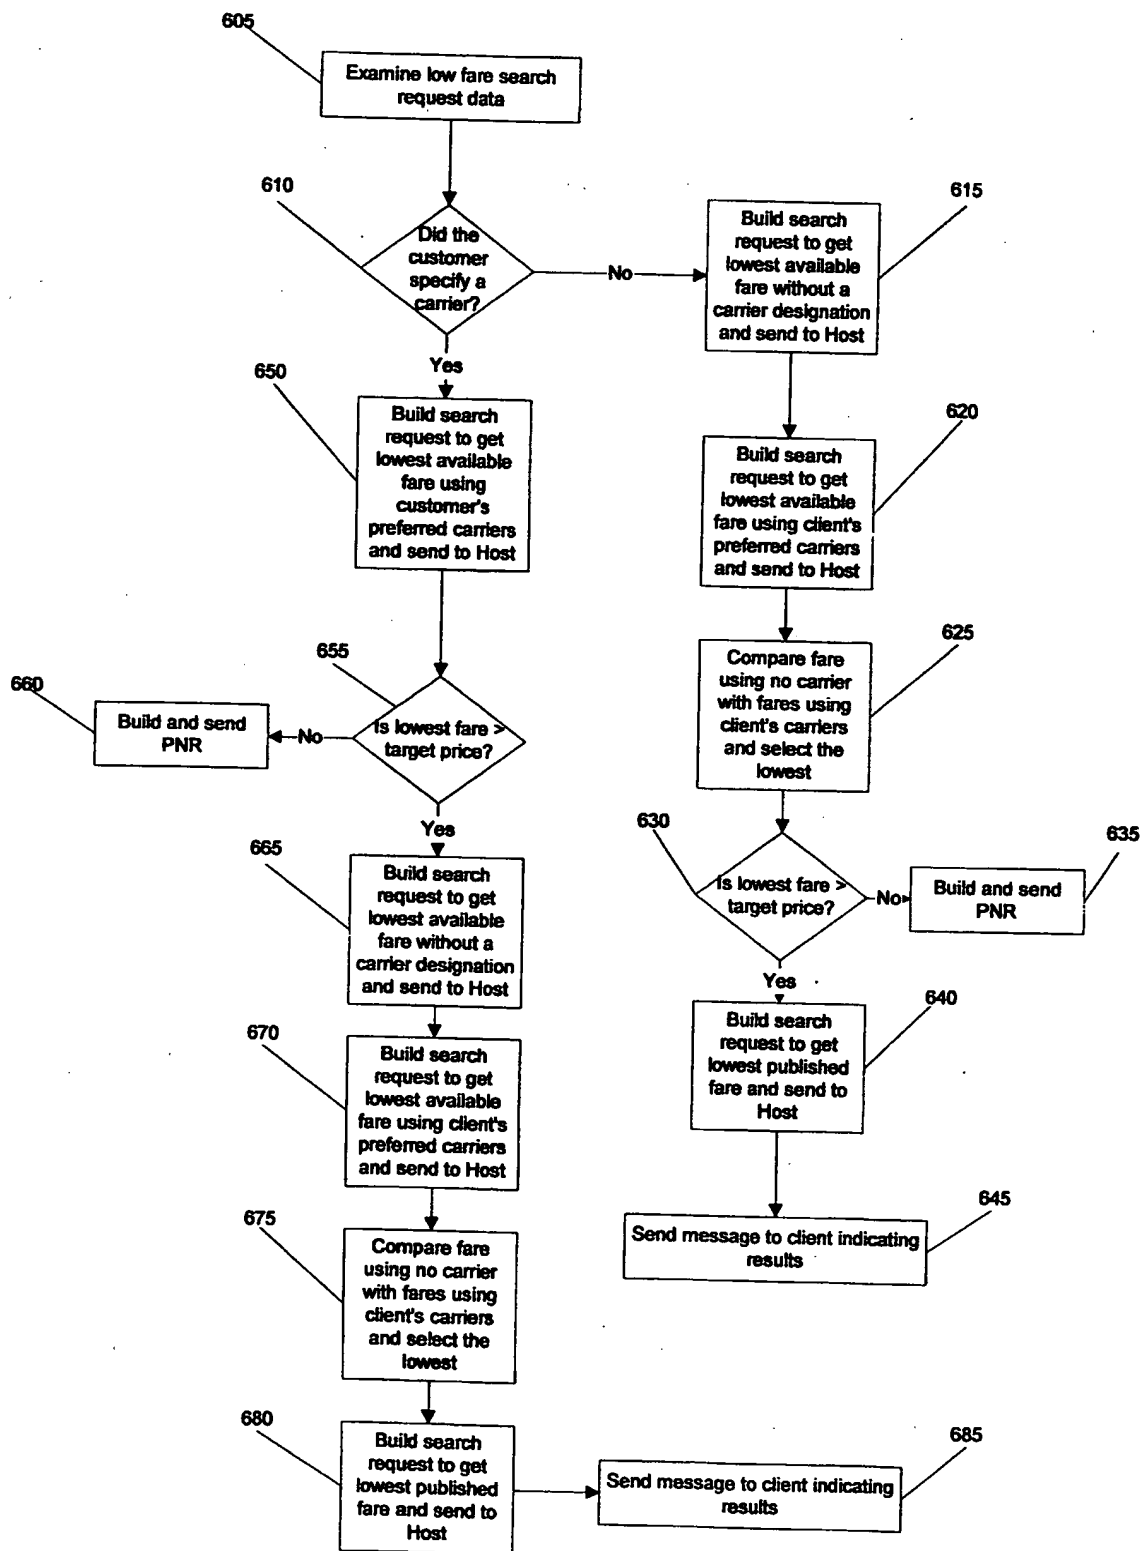 605
Examine low fare search
request data
610
Did the
customer
specify a
carrier?
No
615
Build search
request to get
lowest available
fare without a
carrier designation
and send to Host
Yes
650
Build search
request to get
lowest available
fare using
customer's
preferred carriers
and send to Host
620
Build search
request to get
lowest available
fare using client's
preferred carriers
and send to Host
625
Compare fare
using no carrier
with fares using
client's carriers
and select the
lowest
655
Is lowest fare >
target price?
No
660
Build and send
PNR
Yes
630
Is lowest fare >
target price?
No
635
Build and send
PNR
Yes
665
Build search
request to get
lowest available
fare without a
carrier designation
and send to Host
640
Build search
request to get
lowest published
fare and send to
Host
670
Build search
request to get
lowest available
fare using client's
preferred carriers
and send to Host
645
Send message to client indicating
results
675
Compare fare
using no carrier
with fares using
client's carriers
and select the
lowest
680
Build search
request to get
lowest published
fare and send to
Host
685
Send message to client indicating
results